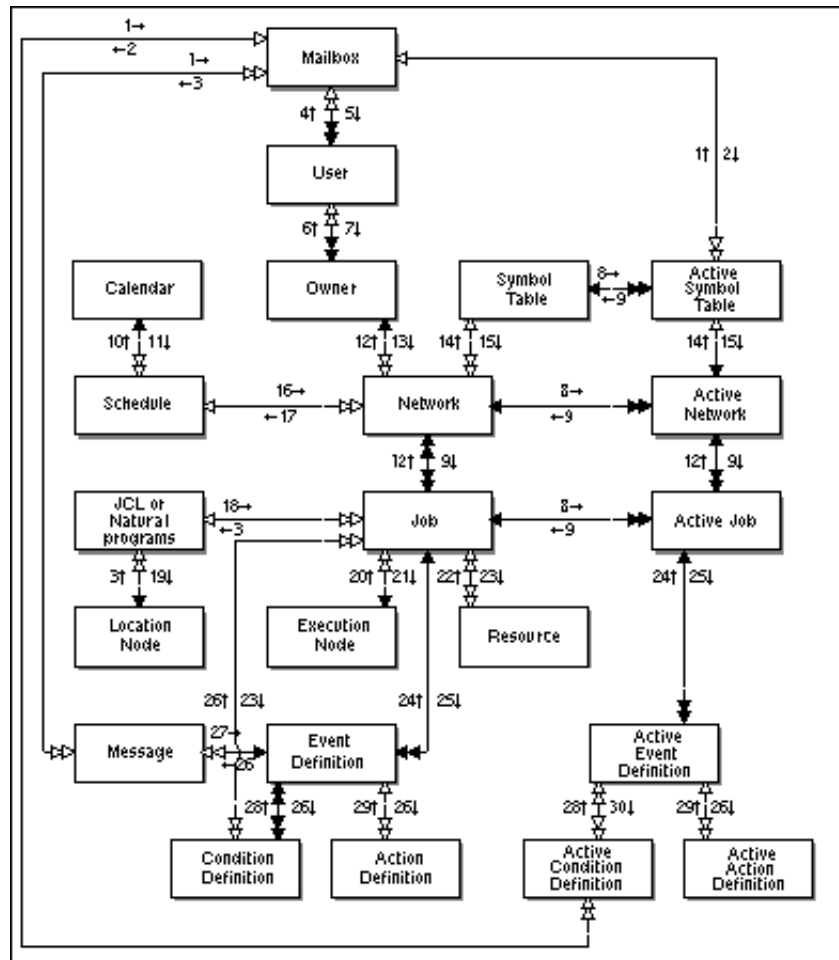 1→
←2
Mailbox
1→
←3
4↑ 5↓
User
1↑ 2↓
6↑ 7↓
Calendar
Owner
Symbol
Table
8→
←9
Active
Symbol
Table
10↑ 11↓
12↑ 13↓
14↑ 15↓
14↑ 15↓
Schedule
16→
←17
Network
8→
←9
Active
Network
12↑ 9↓
12↑ 9↓
JCL or
Natural
programs
18→
←3
Job
8→
←9
Active Job
3↑ 19↓
20↑ 21↓
22↑ 23↓
24↑ 25↓
Location
Node
Execution
Node
Resource
26↑ 23↓
24↑ 25↓
Message
27→
←26
Event
Definition
Active
Event
Definition
28↑ 26↓
29↑ 26↓
28↑ 30↓
29↑ 26↓
Condition
Definition
Action
Definition
Active
Condition
Definition
Active
Action
Definition